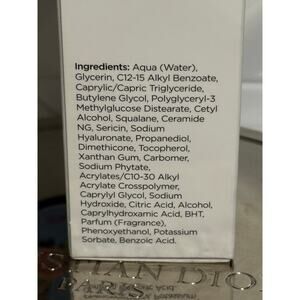 Ingredients: Aqua (Water),
Glycerin, C12-15 Alkyl Benzoate,
Caprylic/Capric Triglyceride,
Butylene Glycol, Polyglyceryl-3
Methylglucose Distearate, Cetyl
Alcohol, Squalane, Ceramide
NG, Sericin, Sodium
Hyaluronate, Propanediol,
Dimethicone, Tocopherol,
Xanthan Gum, Carbomer,
Sodium Phytate,
Acrylates/C10-30 Alkyl
Acrylate Crosspolymer,
Caprylyl Glycol, Sodium
Hydroxide, Citric Acid, Alcohol,
Caprylhydroxamic Acid, BHT,
Parfum (Fragrance),
Phenoxyethanol, Potassium
Sorbate, Benzoic Acid.